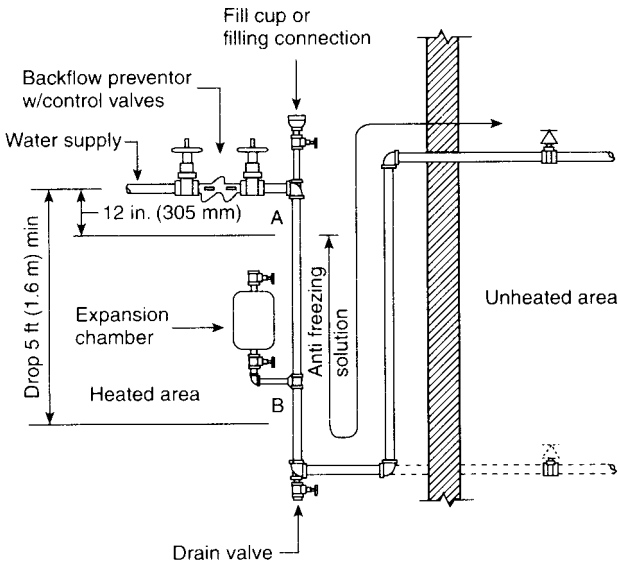 Fill cup or
filling connection
Backflow preventor
w/control valves
Water supply
12 in. (305 mm)
A
Drop 5 ft (1.6 m) min
Anti freezing
solution
Unheated area
Expansion
chamber
Heated area
B
Drain valve